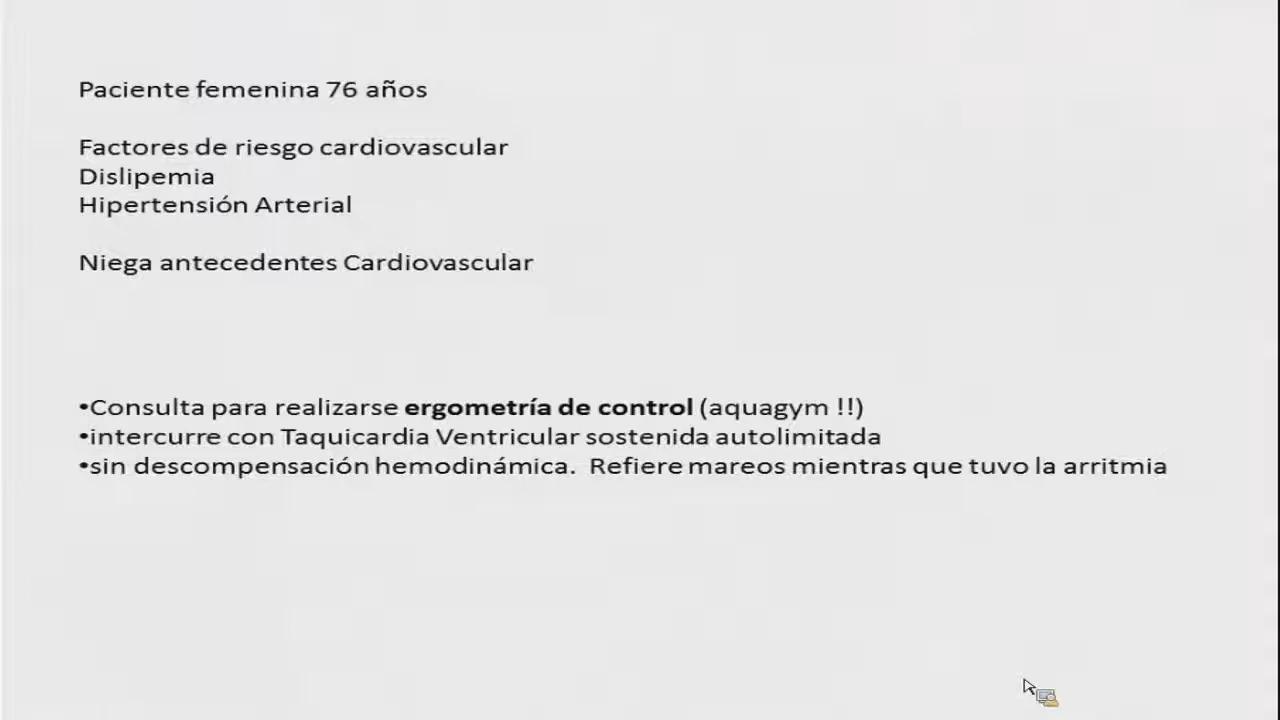 Paciente femenina 76 años
Factores de riesgo cardiovascular
Dislipemia
Hipertensión Arterial
Niega antecedentes Cardiovascular
•Consulta para realizarse ergometría de control (aquagym !!)
•intercurre con Taquicardia Ventricular sostenida autolimitada
•sin descompensación hemodinámica.  Refiere mareos mientras que tuvo la arritmia